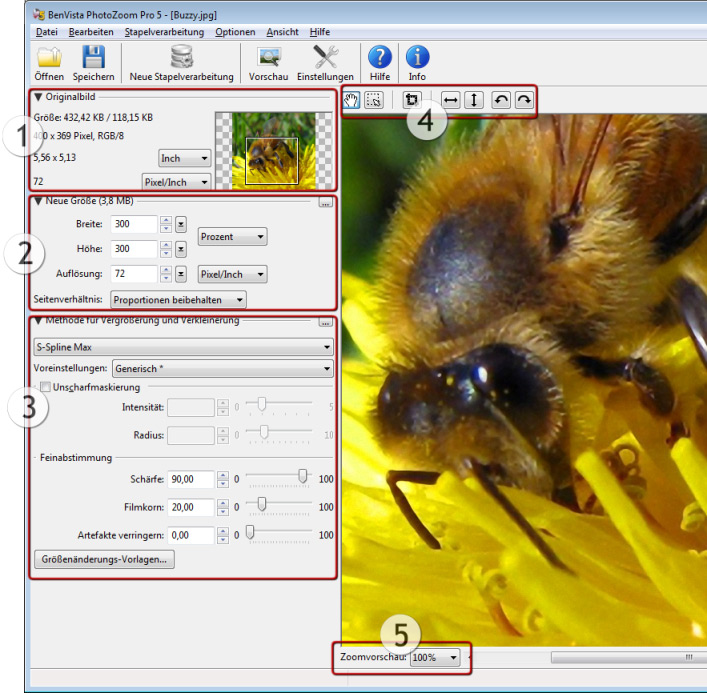 BenVista PhotoZoom Pro 5 - [Buzzy.jpg]
Datei Bearbeiten Stapelverarbeitung Optionen Ansicht Hilfe
Öffnen Speichern Neue Stapelverarbeitung Vorschau Einstellungen Hilfe Info
Originalbild
Größe: 432,42 KB / 118,15 KB
1
400 x 369 Pixel, RGB/8
5,56 x 5,13 Inch
72 Pixel/Inch
4
Neue Größe (3,8 MB) ...
Breite: 300
Prozent
2
Höhe: 300
Auflösung: 72 Pixel/Inch
Seitenverhältnis: Proportionen beibehalten
Methode für Vergrößerung und Verkleinerung ...
S-Spline Max
Voreinstellungen: Generisch *
Unscharfmaskierung
3
Intensität: 0 5
Radius: 0 10
Feinabstimmung
Schärfe: 90,00 0 100
Filmkorn: 20,00 0 100
Artefakte verringern: 0,00 0 100
Größenänderungs-Vorlagen...
5
Zoomvorschau: 100%